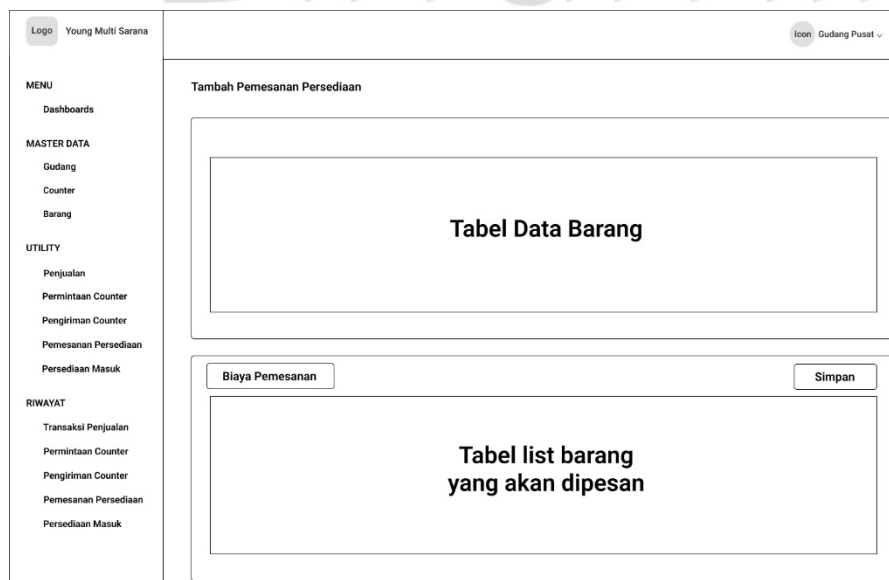 Logo Young Multi Sarana
Icon Gudang Pusat
MENU
Dashboards
MASTER DATA
Gudang
Counter
Barang
UTILITY
Penjualan
Permintaan Counter
Pengiriman Counter
Pemesanan Persediaan
Persediaan Masuk
RIWAYAT
Transaksi Penjualan
Permintaan Counter
Pengiriman Counter
Pemesanan Persediaan
Persediaan Masuk
Tambah Pemesanan Persediaan
Tabel Data Barang
Biaya Pemesanan
Simpan
Tabel list barang
yang akan dipesan